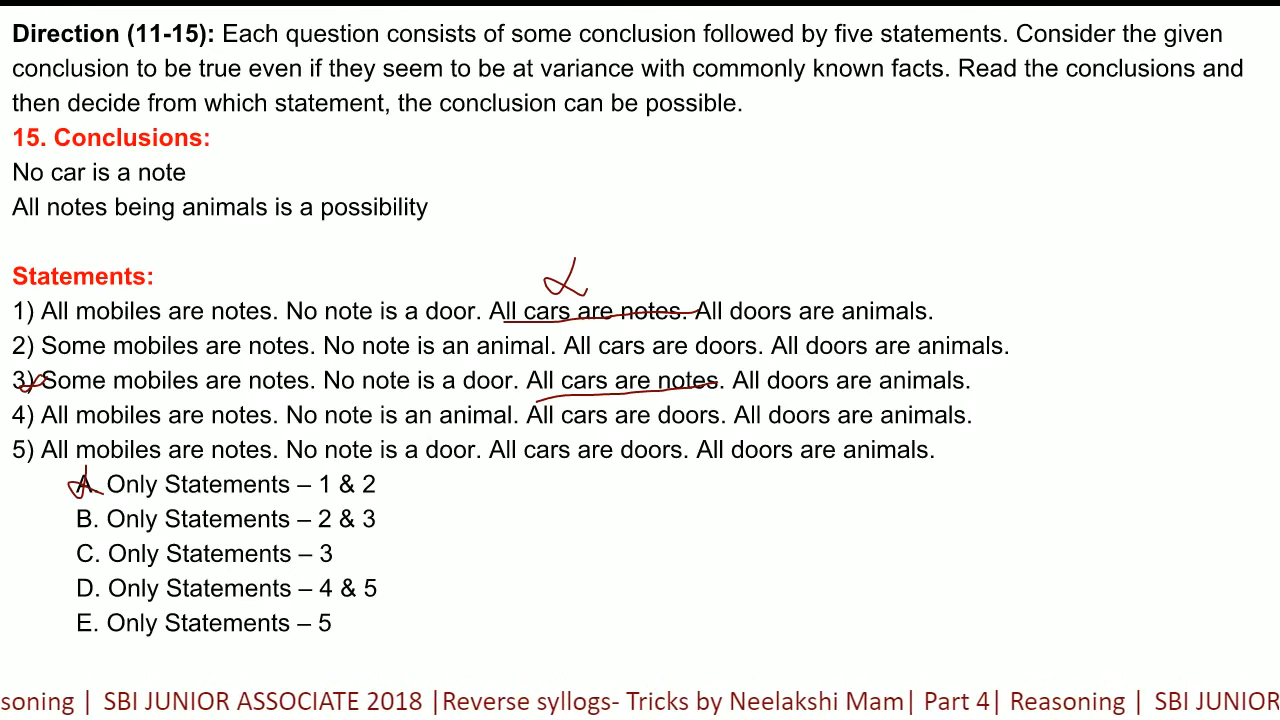 Direction (11-15): Each question consists of some conclusion followed by five statements. Consider the given
conclusion to be true even if they seem to be at variance with commonly known facts. Read the conclusions and
then decide from which statement, the conclusion can be possible.
15. Conclusions:
No car is a note
All notes being animals is a possibility
Statements:
1) All mobiles are notes. No note is a door. All cars are notes. All doors are animals.
2) Some mobiles are notes. No note is an animal. All cars are doors. All doors are animals.
3) Some mobiles are notes. No note is a door. All cars are notes. All doors are animals.
4) All mobiles are notes. No note is an animal. All cars are doors. All doors are animals.
5) All mobiles are notes. No note is a door. All cars are doors. All doors are animals.
A. Only Statements – 1 & 2
B. Only Statements – 2 & 3
C. Only Statements – 3
D. Only Statements – 4 & 5
E. Only Statements – 5
soning | SBI JUNIOR ASSOCIATE 2018 |Reverse syllogs- Tricks by Neelakshi Mam| Part 4| Reasoning | SBI JUNIOR